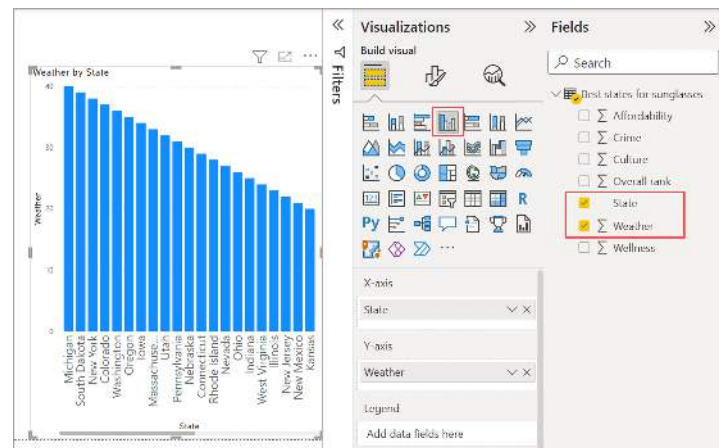 Weather by State
40
30
20
10
0
Weather
Michigan
South Dakota
New York
Colorado
Washington
Oregon
Iowa
Massachuse...
Utah
Pennsylvania
Nebraska
Connecticut
Rhode Island
Nevada
Ohio
Indiana
West Virginia
Illinois
New Jersey
New Mexico
Kansas
State
Filters
Visualizations
Build visual
123
R
Py
X-axis
State
Y-axis
Weather
Legend
Add data fields here
Fields
Search
Best states for sunglasses
∑ Affordability
∑ Crime
∑ Culture
∑ Overall rank
State
∑ Weather
∑ Wellness